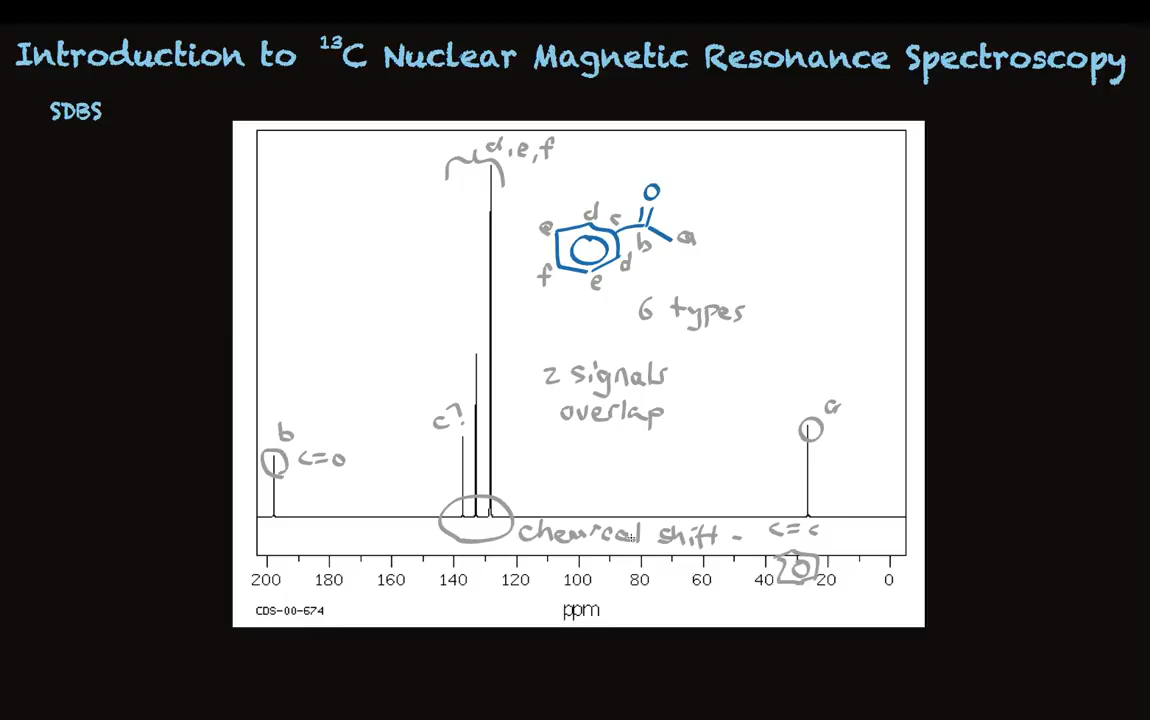 Introduction to ¹³C Nuclear Magnetic Resonance Spectroscopy
SDBS
d,e,f
O
d
c
e
b
a
d
f
e
6 types
2 signals
overlap
c?
a
b
C=O
chemical shift - C=C
200 180 160 140 120 100 80 60 40 20 0
CDS-00-674
ppm